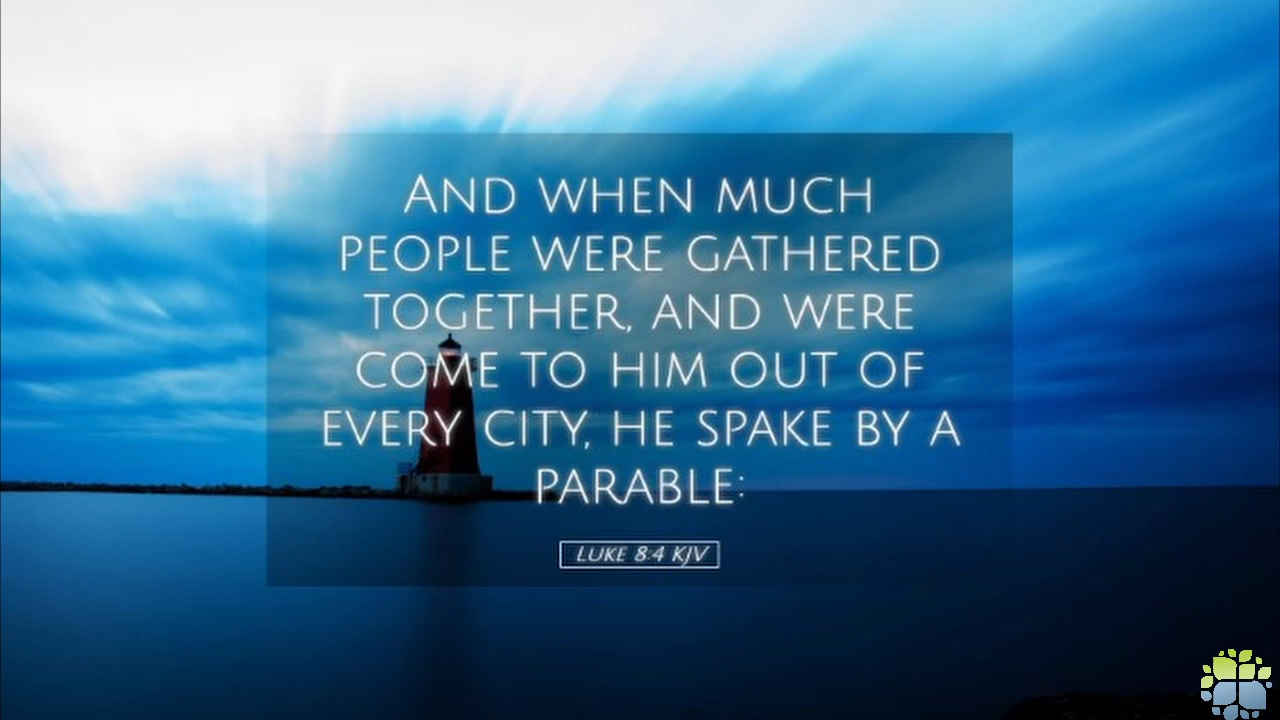 AND WHEN MUCH
PEOPLE WERE GATHERED
TOGETHER, AND WERE
COME TO HIM OUT OF
EVERY CITY, HE SPAKE BY A
PARABLE:
LUKE 8:4 KJV